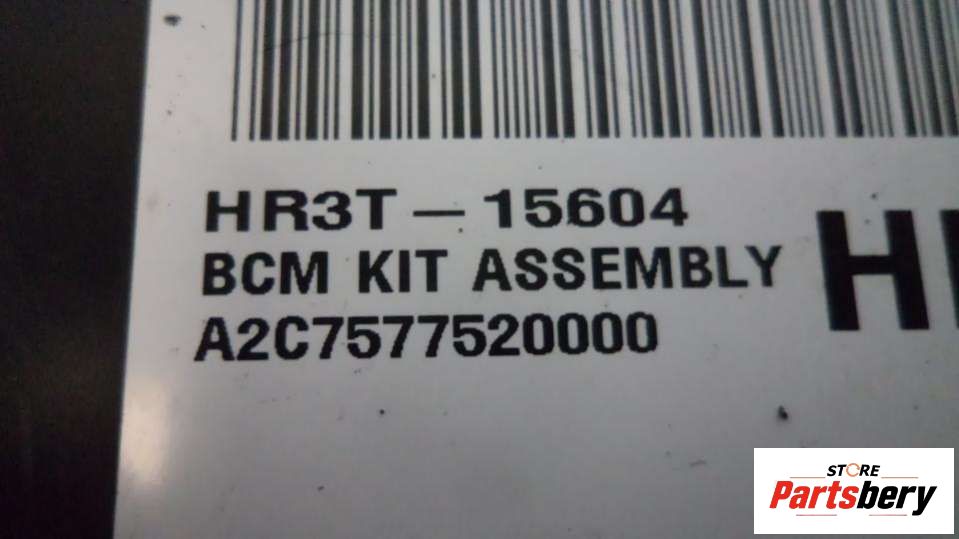 HR3T — 15604
BCM KIT ASSEMBLY
A2C7577520000
H
STORE
Partsbery